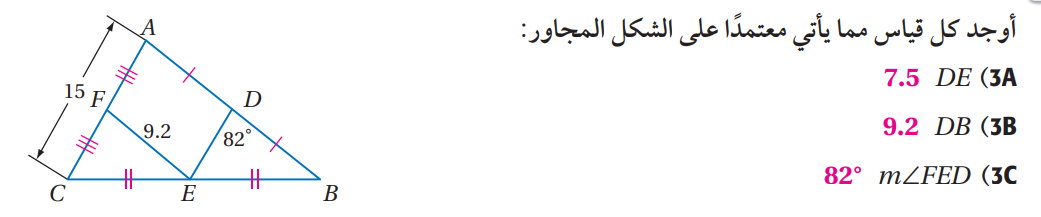 أوجد كل قياس مما يأتي معتمدًا على الشكل المجاور:
3A) DE 7.5
3B) DB 9.2
3C) m∠FED 82°
A
15
F
D
9.2
82°
C
E
B